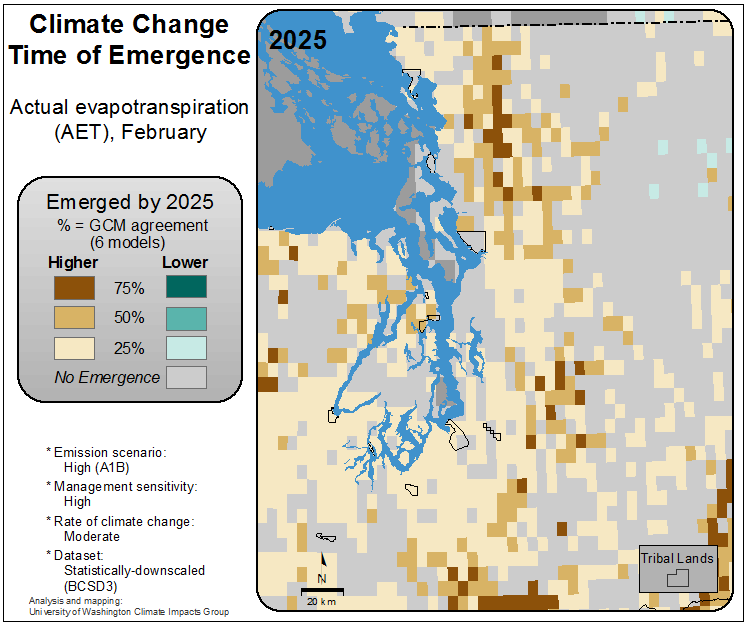 Climate Change
Time of Emergence
Actual evapotranspiration
(AET), February
Emerged by 2025
% = GCM agreement
(6 models)
Higher Lower
75%
50%
25%
No Emergence
* Emission scenario:
High (A1B)
* Management sensitivity:
High
* Rate of climate change:
Moderate
* Dataset:
Statistically-downscaled
(BCSD3)
Analysis and mapping:
University of Washington Climate Impacts Group
2025
N
20 km
Tribal Lands